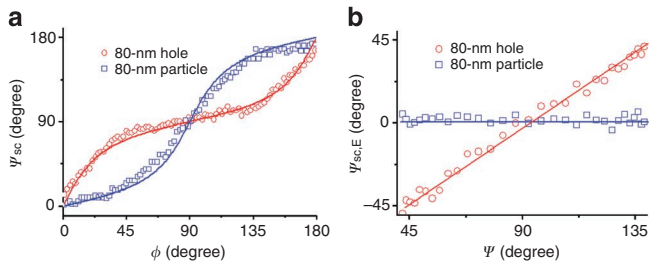 a
180
90
0
Ψsc (degree)
80-nm hole
80-nm particle
0 45 90 135 180
ϕ (degree)
b
45
0
−45
Ψsc,E (degree)
80-nm hole
80-nm particle
45 90 135
Ψ (degree)